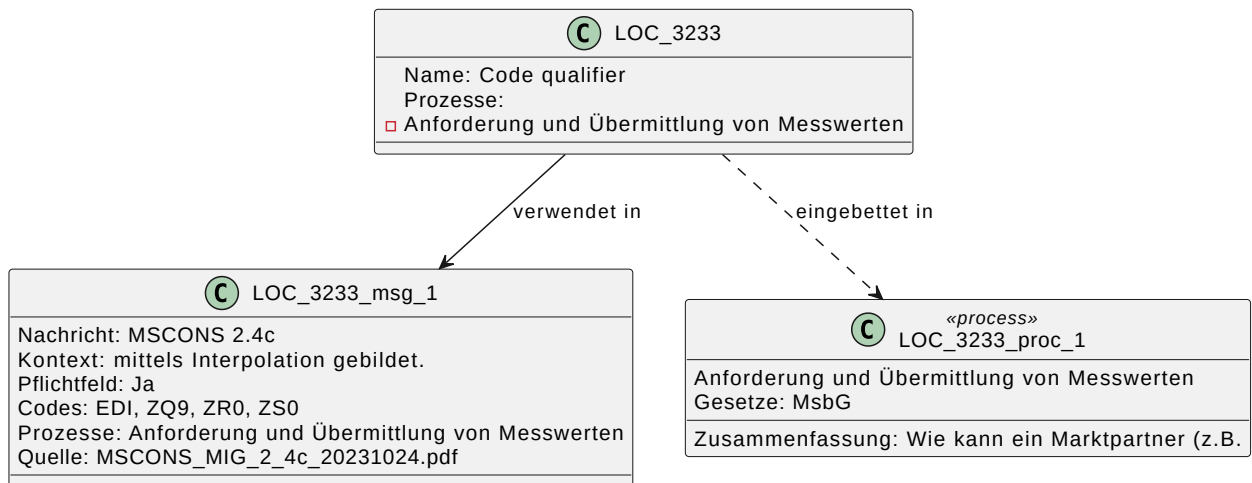 C LOC_3233
Name: Code qualifier
Prozesse:
Anforderung und Übermittlung von Messwerten
verwendet in
eingebettet in
C LOC_3233_msg_1
Nachricht: MSCONS 2.4c
Kontext: mittels Interpolation gebildet.
Pflichtfeld: Ja
Codes: EDI, ZQ9, ZR0, ZS0
Prozesse: Anforderung und Übermittlung von Messwerten
Quelle: MSCONS_MIG_2_4c_20231024.pdf
«process»
C LOC_3233_proc_1
Anforderung und Übermittlung von Messwerten
Gesetze: MsbG
Zusammenfassung: Wie kann ein Marktpartner (z.B.